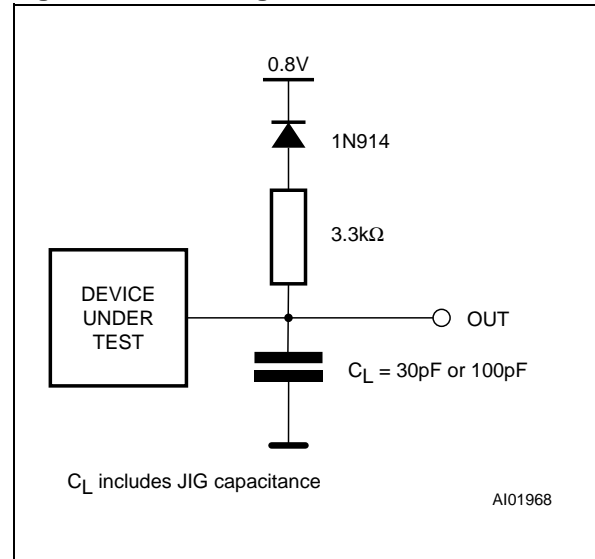 0.8V
1N914
3.3kΩ
DEVICE
UNDER
TEST
OUT
CL = 30pF or 100pF
CL includes JIG capacitance
AI01968